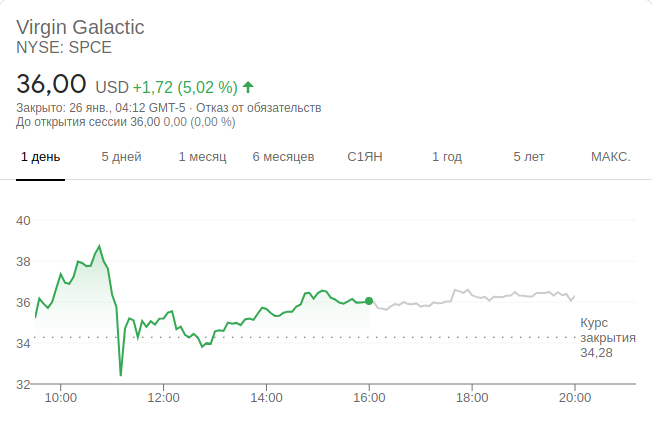 Virgin Galactic
NYSE: SPCE
36,00 USD +1,72 (5,02 %)
Закрыто: 26 янв., 04:12 GMT-5 · Отказ от обязательств
До открытия сессии 36,00 0,00 (0,00 %)
1 день 5 дней 1 месяц 6 месяцев С1ЯН 1 год 5 лет МАКС.
40
38
36
34
32
Курс
закрытия
34,28
10:00 12:00 14:00 16:00 18:00 20:00